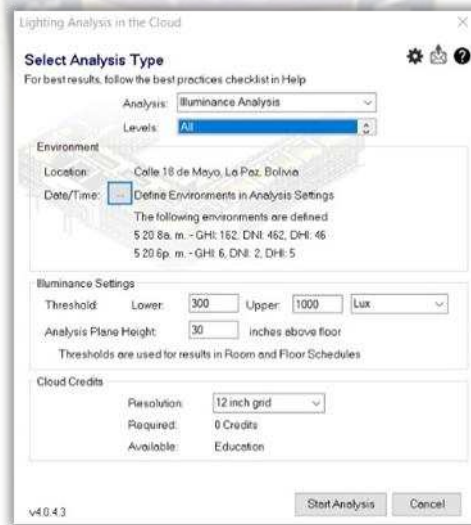 Lighting Analysis in the Cloud
Select Analysis Type
For best results, follow the best practices checklist in Help
Analysis: Illuminance Analysis
Levels: All
Environment
Location: Calle 18 de Mayo, La Paz, Bolivia
Date/Time: ... Define Environments in Analysis Settings
The following environments are defined
5 20 8a. m. - GHI: 162, DNI: 462, DHI: 46
5 20 6p. m. - GHI: 6, DNI: 2, DHI: 5
Illuminance Settings
Threshold: Lower: 300 Upper: 1000 Lux
Analysis Plane Height: 30 inches above floor
Thresholds are used for results in Room and Floor Schedules
Cloud Credits
Resolution: 12 inch grid
Required: 0 Credits
Available: Education
v4.0.4.3 Start Analysis Cancel